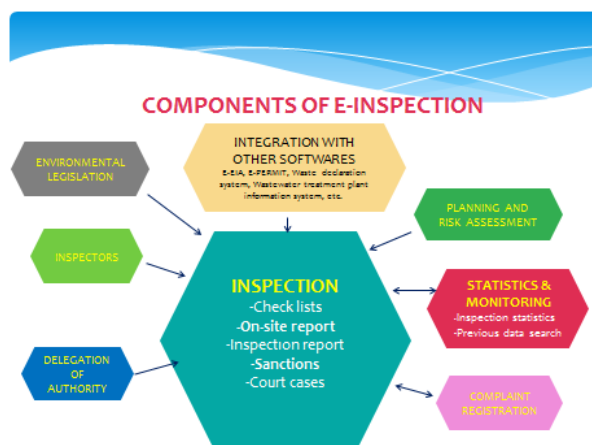 COMPONENTS OF E-INSPECTION
INTEGRATION WITH
OTHER SOFTWARES
E-EIA, E-PERMIT, Waste declaration
system, Wastewater treatment plant
information system, etc.
ENVIRONMENTAL
LEGISLATION
PLANNING AND
RISK ASSESSMENT
INSPECTORS
INSPECTION
-Check lists
-On-site report
-Inspection report
-Sanctions
-Court cases
STATISTICS &
MONITORING
-Inspection statistics
-Previous data search
DELEGATION
OF
AUTHORITY
COMPLAINT
REGISTRATION